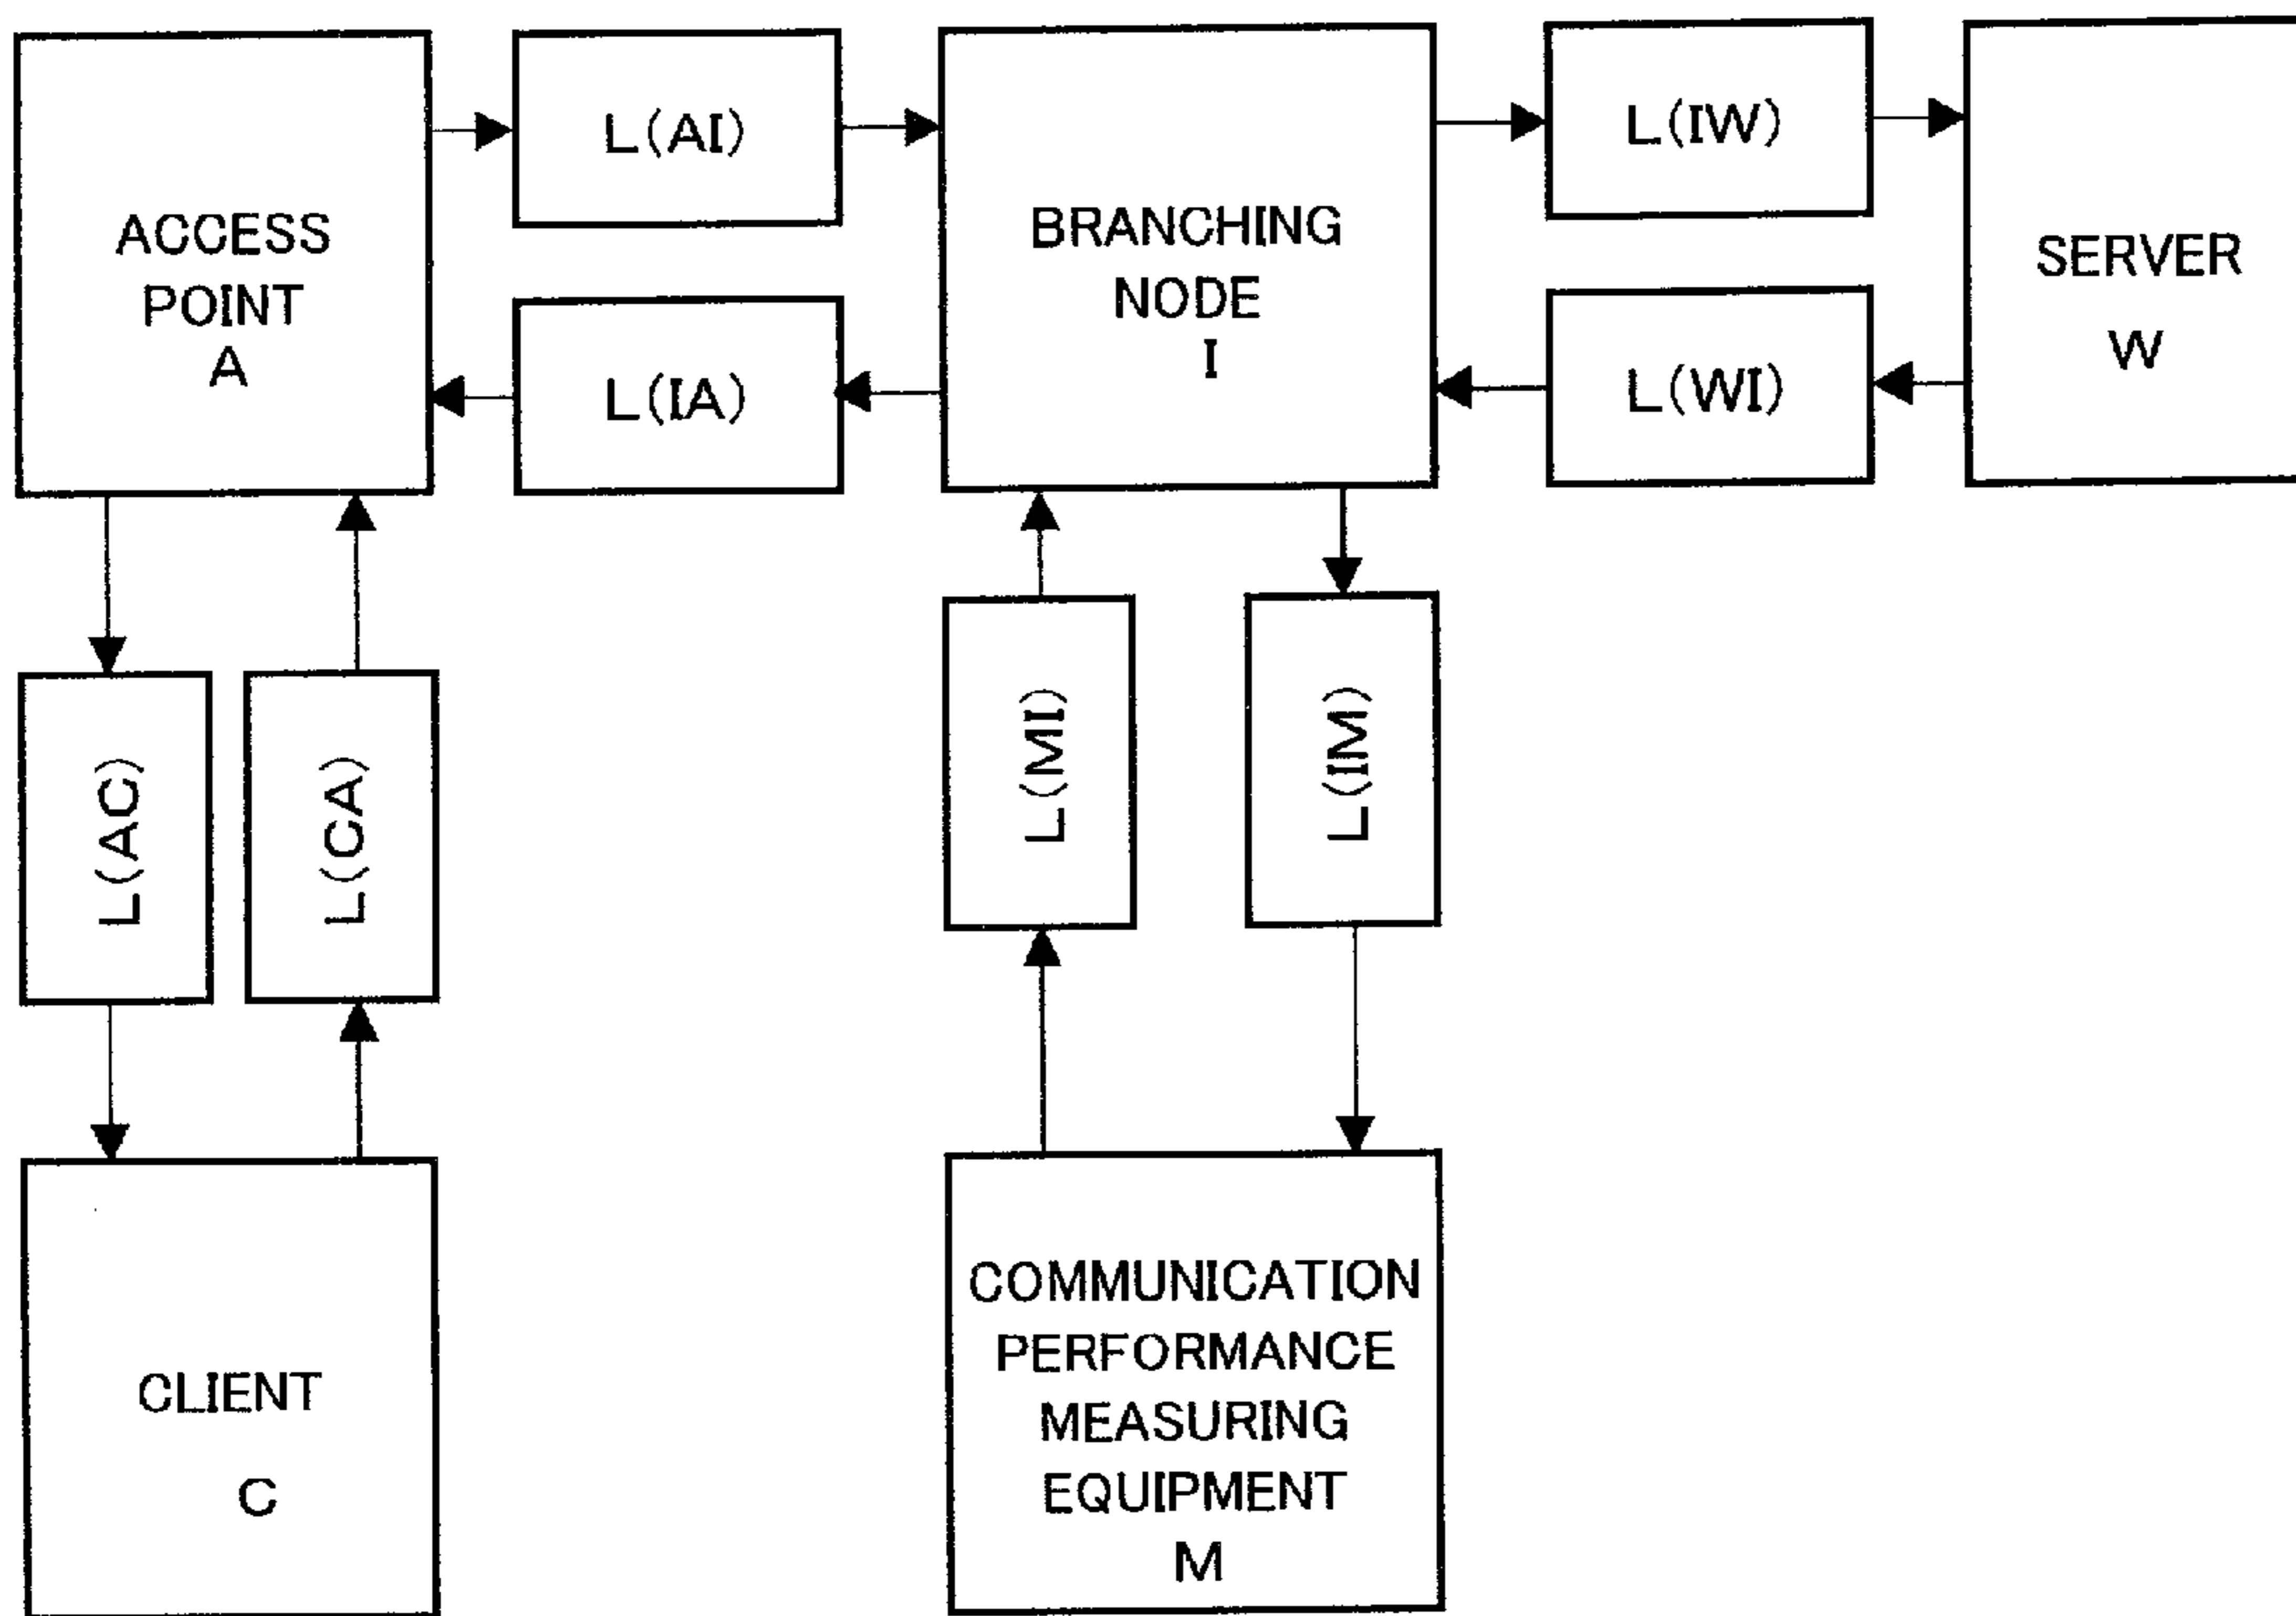 ACCESS
POINT
A
L(AI)
L(IA)
BRANCHING
NODE
I
L(IW)
L(WI)
SERVER
W
L(AC)
L(CA)
L(MI)
L(IM)
CLIENT
C
COMMUNICATION
PERFORMANCE
MEASURING
EQUIPMENT
M